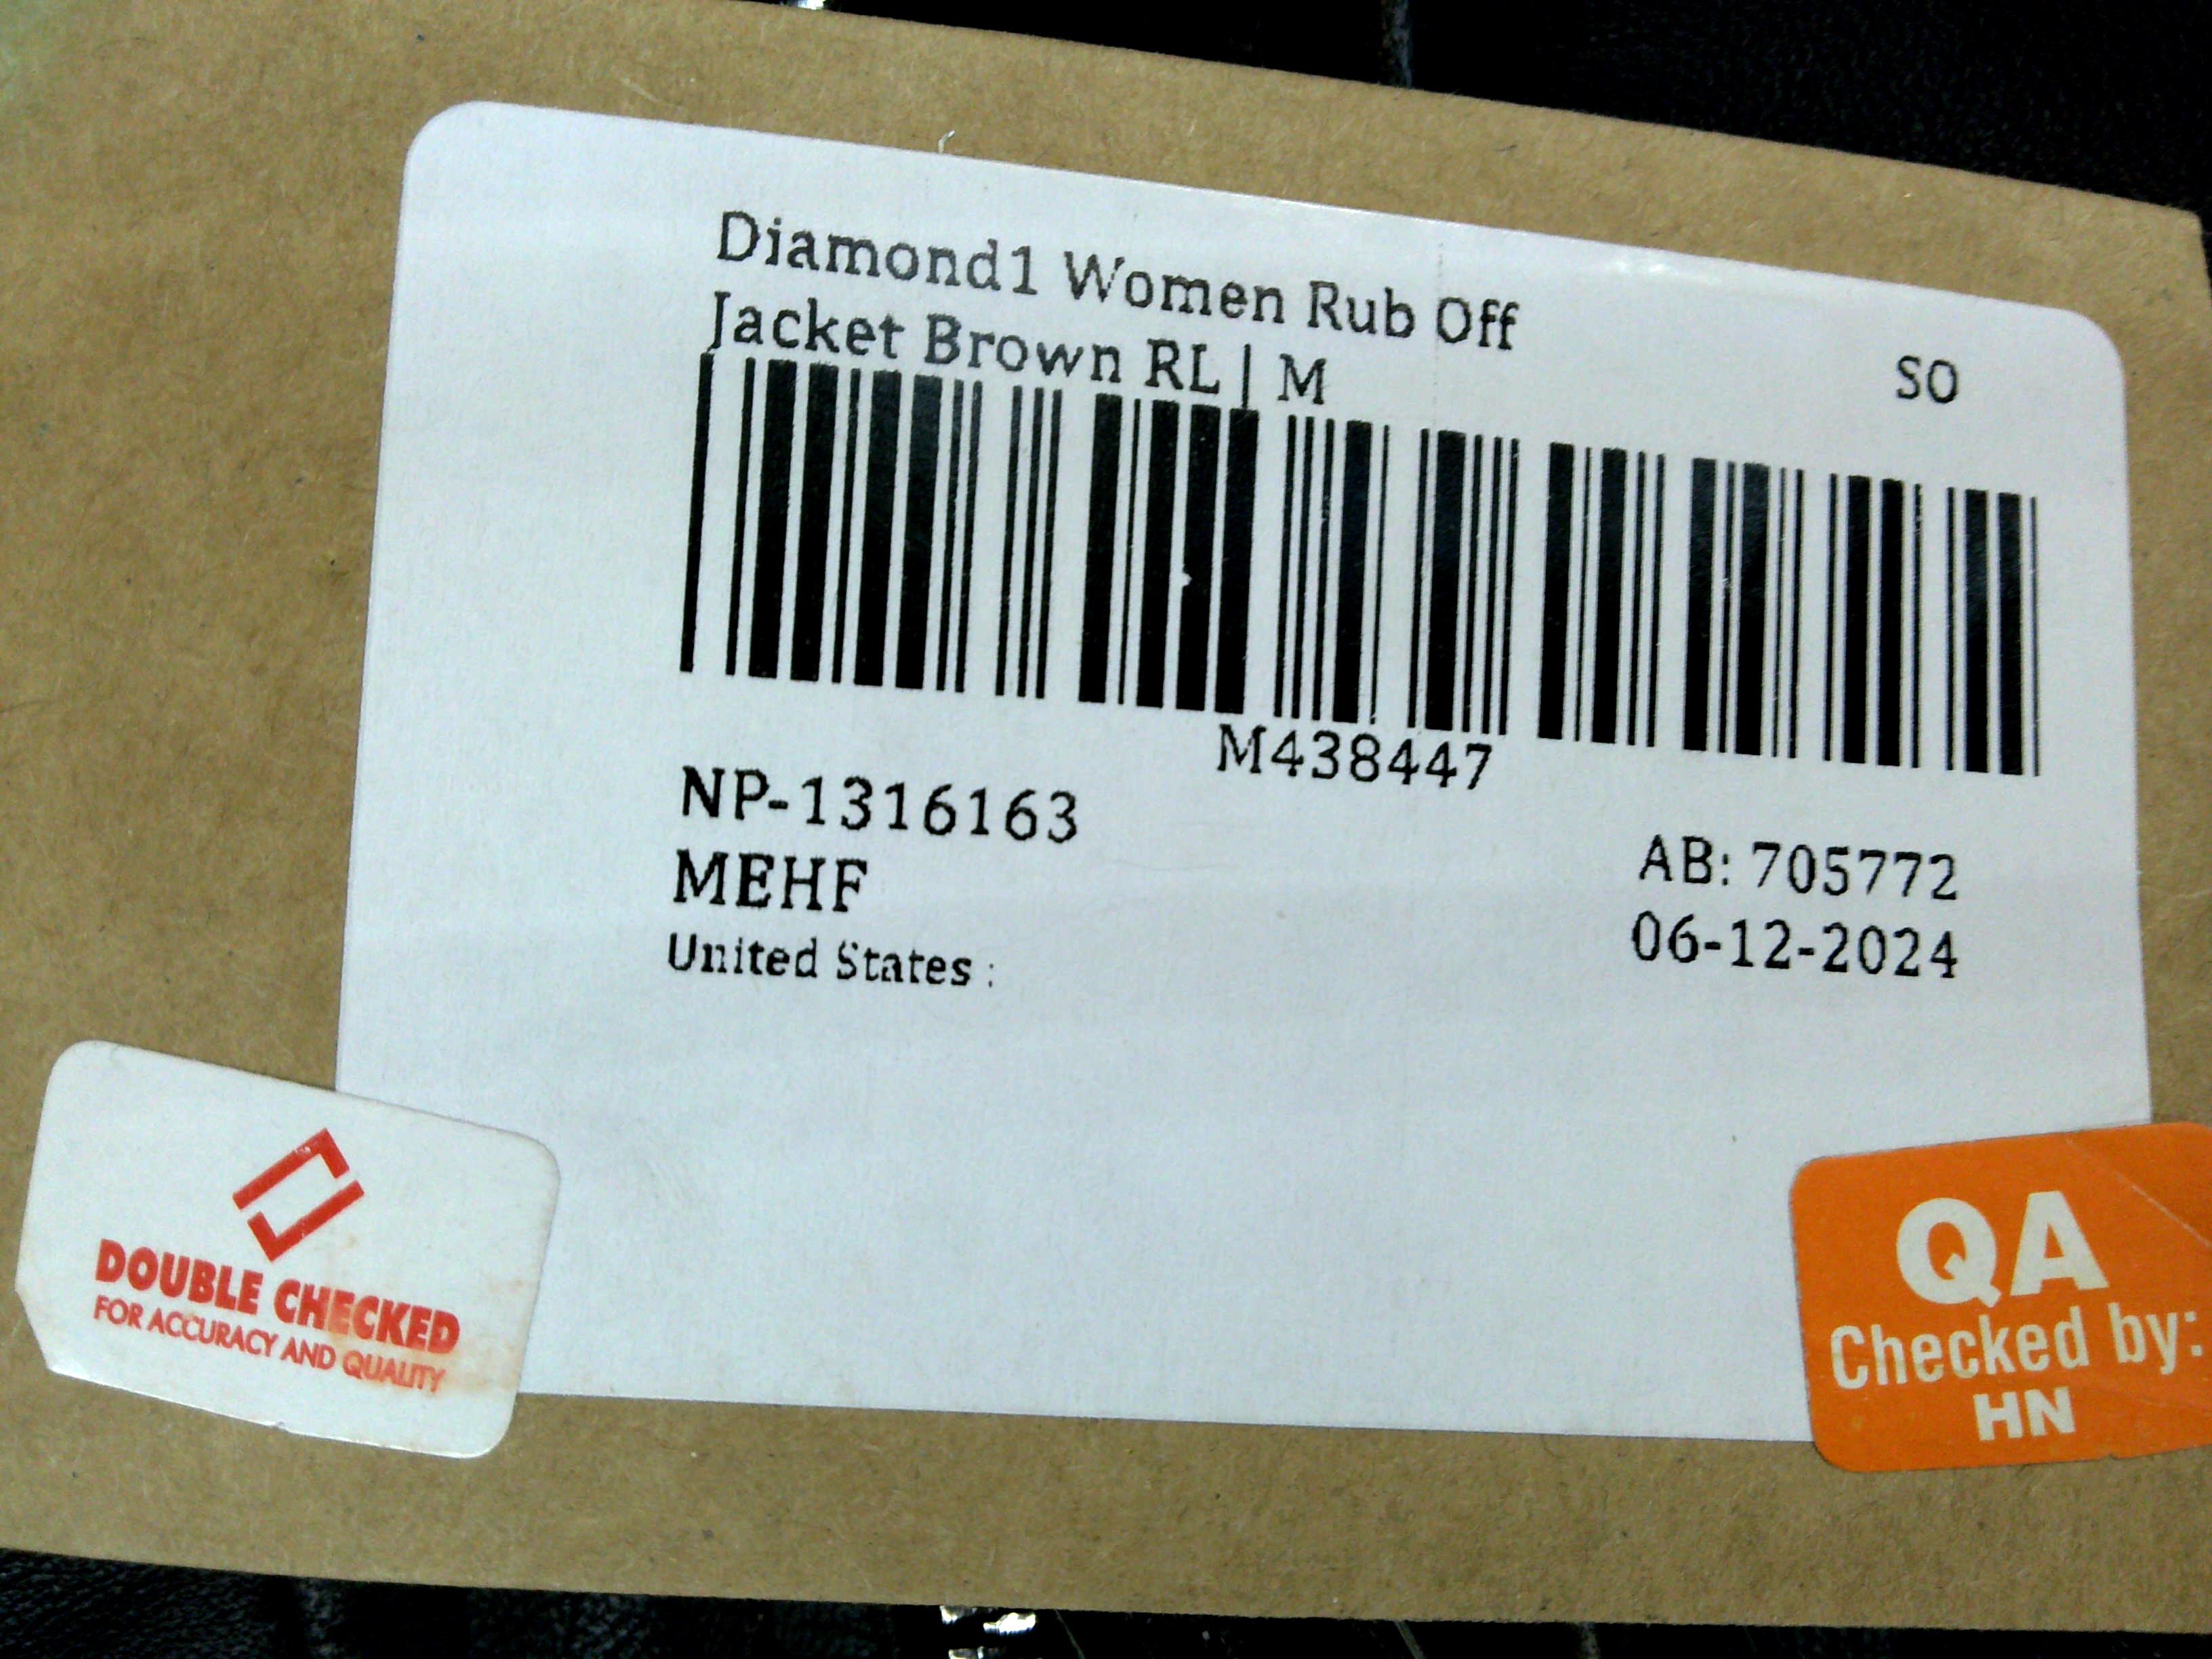 Diamond1 Women Rub Off
Jacket Brown RL | M
SO
M438447
NP-1316163
MEHF
United States :
AB: 705772
06-12-2024
DOUBLE CHECKED
FOR ACCURACY AND QUALITY
QA
Checked by:
HN